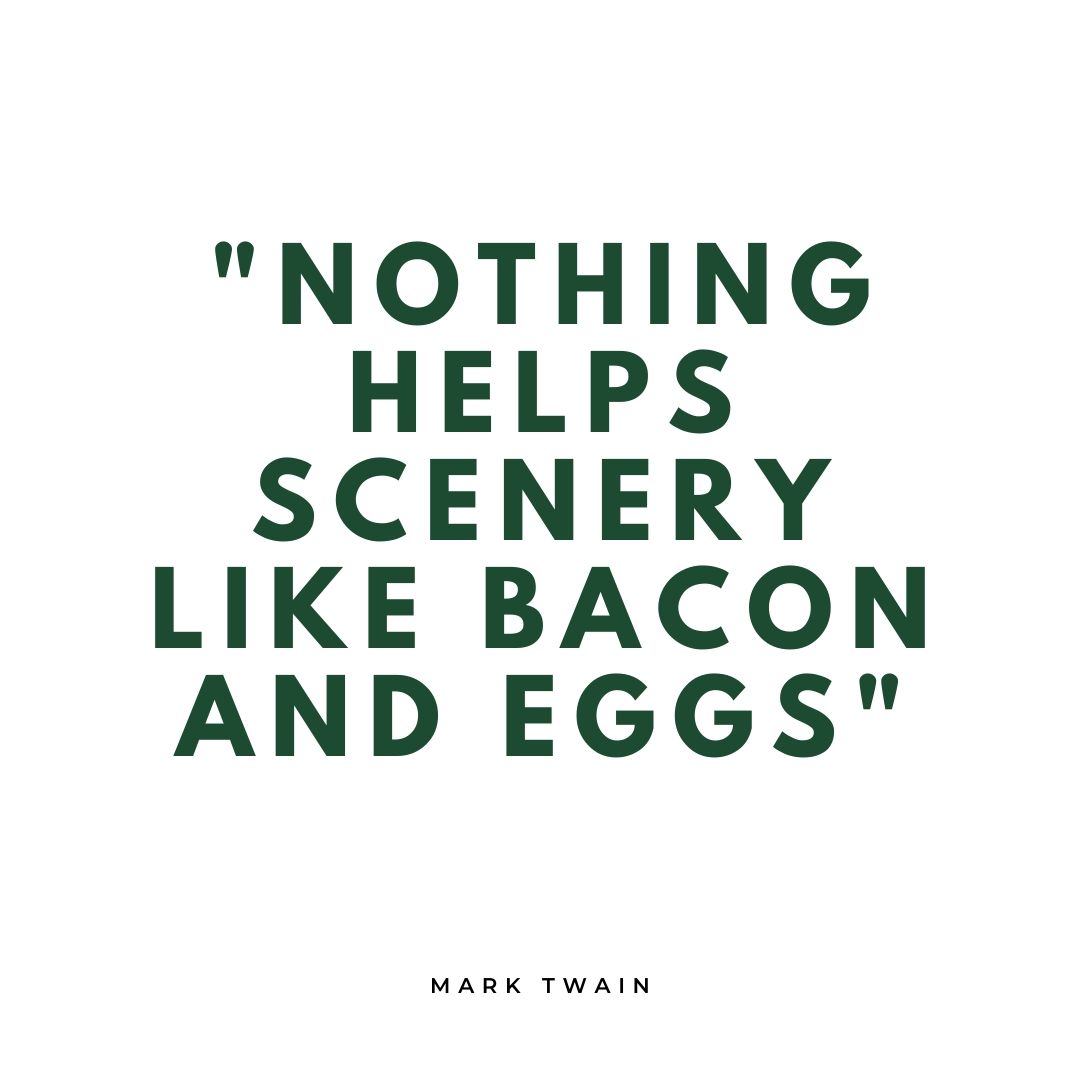 "NOTHING
HELPS
SCENERY
LIKE BACON
AND EGGS"
MARK TWAIN